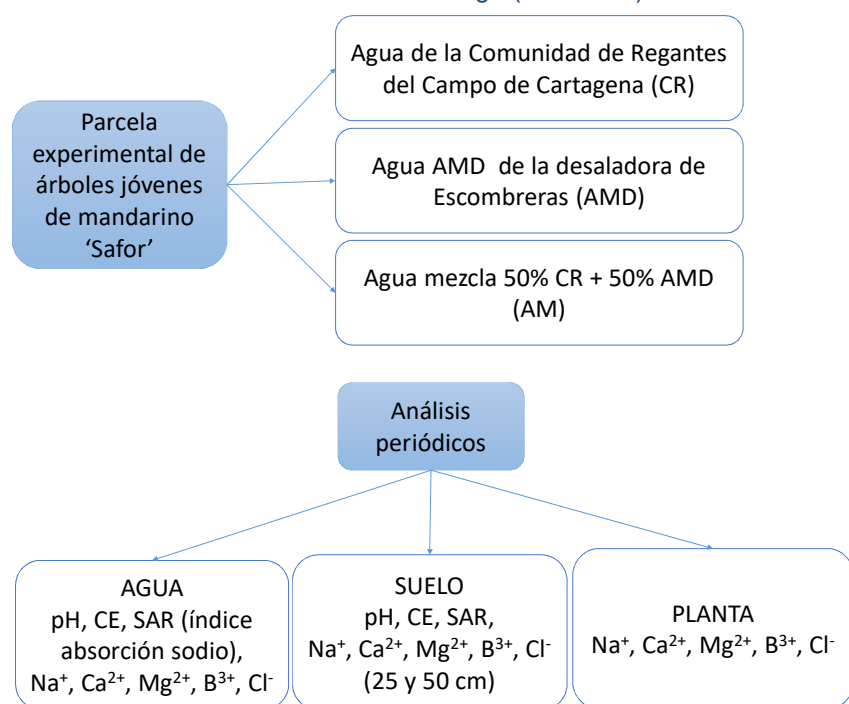 Agua de la Comunidad de Regantes
del Campo de Cartagena (CR)
Parcela
experimental de
árboles jóvenes
de mandarino
‘Safor’
Agua AMD de la desaladora de
Escombreras (AMD)
Agua mezcla 50% CR + 50% AMD
(AM)
Análisis
periódicos
AGUA
pH, CE, SAR (índice
absorción sodio),
Na⁺, Ca²⁺, Mg²⁺, B³⁺, Cl⁻
SUELO
pH, CE, SAR,
Na⁺, Ca²⁺, Mg²⁺, B³⁺, Cl⁻
(25 y 50 cm)
PLANTA
Na⁺, Ca²⁺, Mg²⁺, B³⁺, Cl⁻